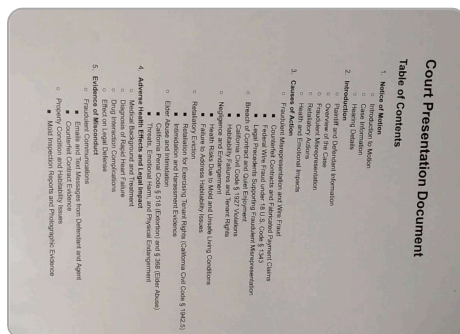 Court Presentation Document
Table of Contents
1. Notice of Motion
○ Introduction to Motion
○ Case Information
○ Hearing Details
2. Introduction
○ Plaintiff and Defendant Information
○ Overview of the Case
○ Fraudulent Misrepresentation
○ Retaliatory Actions
○ Health and Emotional Impacts
3. Causes of Action
○ Fraudulent Misrepresentation and Wire Fraud
■ Counterfeit Contracts and Fabricated Payment Claims
■ Federal Wire Fraud under 18 U.S. Code § 1343
■ Legal Precedents Supporting Fraudulent Misrepresentation
○ Breach of Contract and Quiet Enjoyment
■ California Civil Code § 1927 Violations
■ Habitability Failures and Tenant Rights
○ Negligence and Endangerment
■ Health Risks Due to Mold and Unsafe Living Conditions
■ Failure to Address Habitability Issues
○ Retaliatory Eviction
■ Retaliation for Exercising Tenant Rights (California Civil Code § 1942.5)
■ Intimidation and Harassment Evidence
○ Elder Abuse and Extortion
■ California Penal Code § 518 (Extortion) and § 368 (Elder Abuse)
■ Threats, Emotional Harm, and Physical Endangerment
4. Adverse Health Effects and Medical Impact
○ Medical Background and Treatment
○ Diagnosis of Rapid Heart Failure
○ Drug Interaction Complications
○ Effect on Legal Defense
5. Evidence of Misconduct
○ Fraudulent Communications
■ Emails and Text Messages from Defendant and Agent
■ Counterfeit Contract Evidence
○ Property Condition and Habitability Issues
■ Mold Inspection Reports and Photographic Evidence